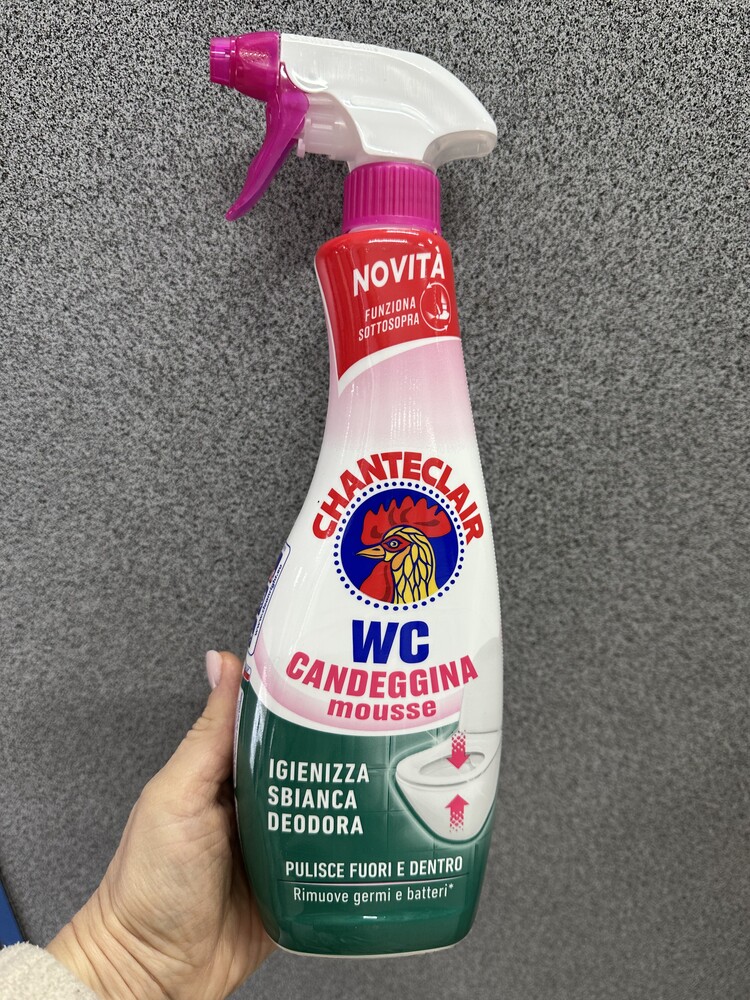 NOVITÀ
FUNZIONA
SOTTOSOPRA
CHANTECLAIR
WC
CANDEGGINA
mousse
IGIENIZZA
SBIANCA
DEODORA
PULISCE FUORI E DENTRO
Rimuove germi e batteri*